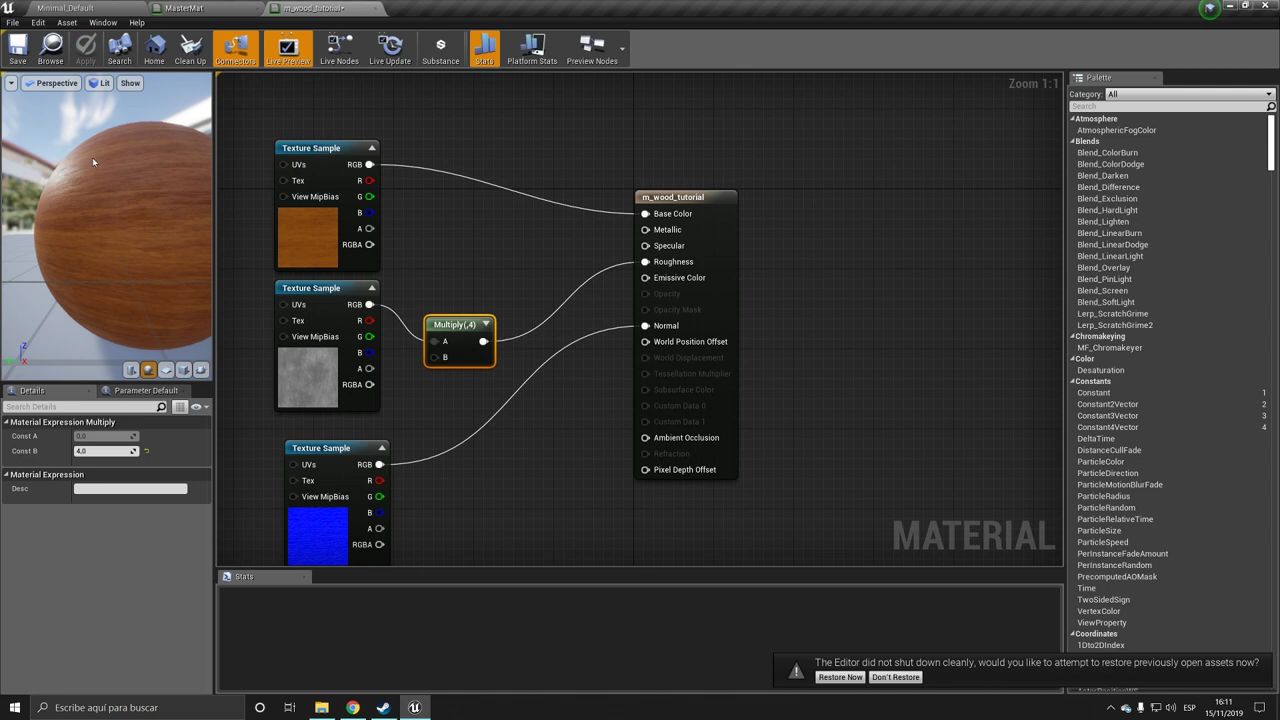 Minimal_Default
MasterMat
m_wood_tutorial*
File
Edit
Asset
Window
Help
Save
Browse
Apply
Search
Home
Clean Up
Connectors
Live Preview
Live Nodes
Live Update
Substance
Stats
Platform Stats
Preview Nodes
Perspective
Lit
Show
Zoom 1:1
Texture Sample
UVs
RGB
Tex
R
View MipBias
G
B
A
RGBA
Texture Sample
UVs
RGB
Tex
R
View MipBias
G
B
A
RGBA
Multiply(,4)
A
B
Texture Sample
UVs
RGB
Tex
R
View MipBias
G
B
A
RGBA
m_wood_tutorial
Base Color
Metallic
Specular
Roughness
Emissive Color
Opacity
Opacity Mask
Normal
World Position Offset
World Displacement
Tessellation Multiplier
Subsurface Color
Custom Data 0
Custom Data 1
Ambient Occlusion
Refraction
Pixel Depth Offset
MATERIAL
Details
Parameter Default
Search Details
Material Expression Multiply
Const A
0,0
Const B
4,0
Material Expression
Desc
Stats
Palette
Category: All
Search
Atmosphere
AtmosphericFogColor
Blends
Blend_ColorBurn
Blend_ColorDodge
Blend_Darken
Blend_Difference
Blend_Exclusion
Blend_HardLight
Blend_Lighten
Blend_LinearBurn
Blend_LinearDodge
Blend_LinearLight
Blend_Overlay
Blend_PinLight
Blend_Screen
Blend_SoftLight
Lerp_ScratchGrime
Lerp_ScratchGrime2
Chromakeying
MF_Chromakeyer
Color
Desaturation
Constants
Constant 1
Constant2Vector 2
Constant3Vector 3
Constant4Vector 4
DeltaTime
DistanceCullFade
ParticleColor
ParticleDirection
ParticleMotionBlurFade
ParticleRadius
ParticleRandom
ParticleRelativeTime
ParticleSize
ParticleSpeed
PerInstanceFadeAmount
PerInstanceRandom
PrecomputedAOMask
Time
TwoSidedSign
VertexColor
ViewProperty
Coordinates
1Dto2DIndex
The Editor did not shut down cleanly, would you like to attempt to restore previously open assets now?
Restore Now
Don't Restore
Escribe aquí para buscar
ESP
16:11
15/11/2019